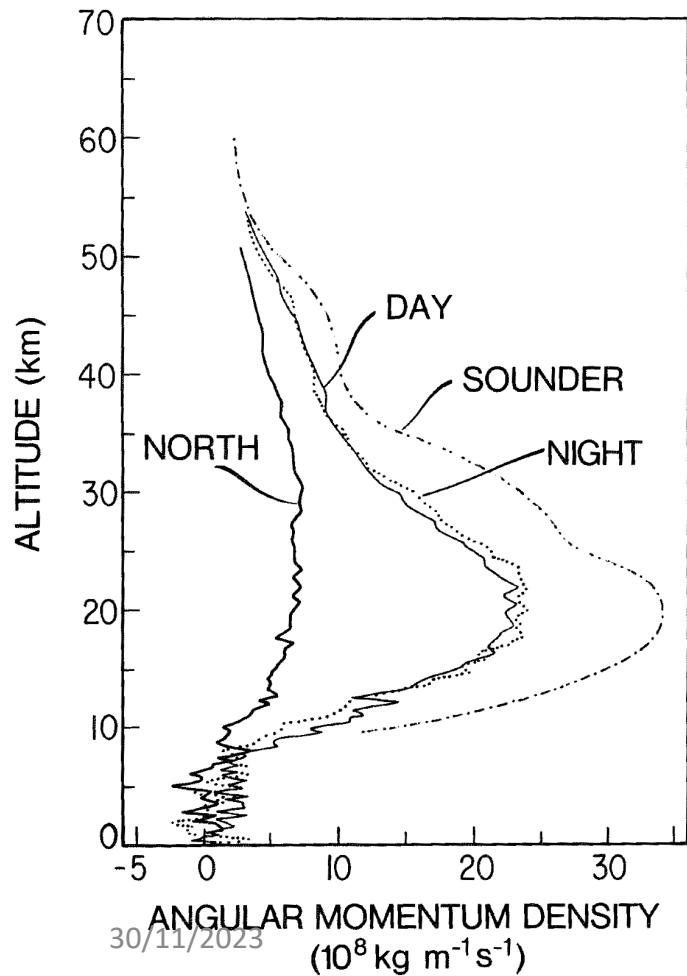 70
60
50
40
30
20
10
0
ALTITUDE (km)
DAY
SOUNDER
NORTH
NIGHT
-5 0 10 20 30
ANGULAR MOMENTUM DENSITY
30/11/2023
(10⁸ kg m⁻¹s⁻¹)